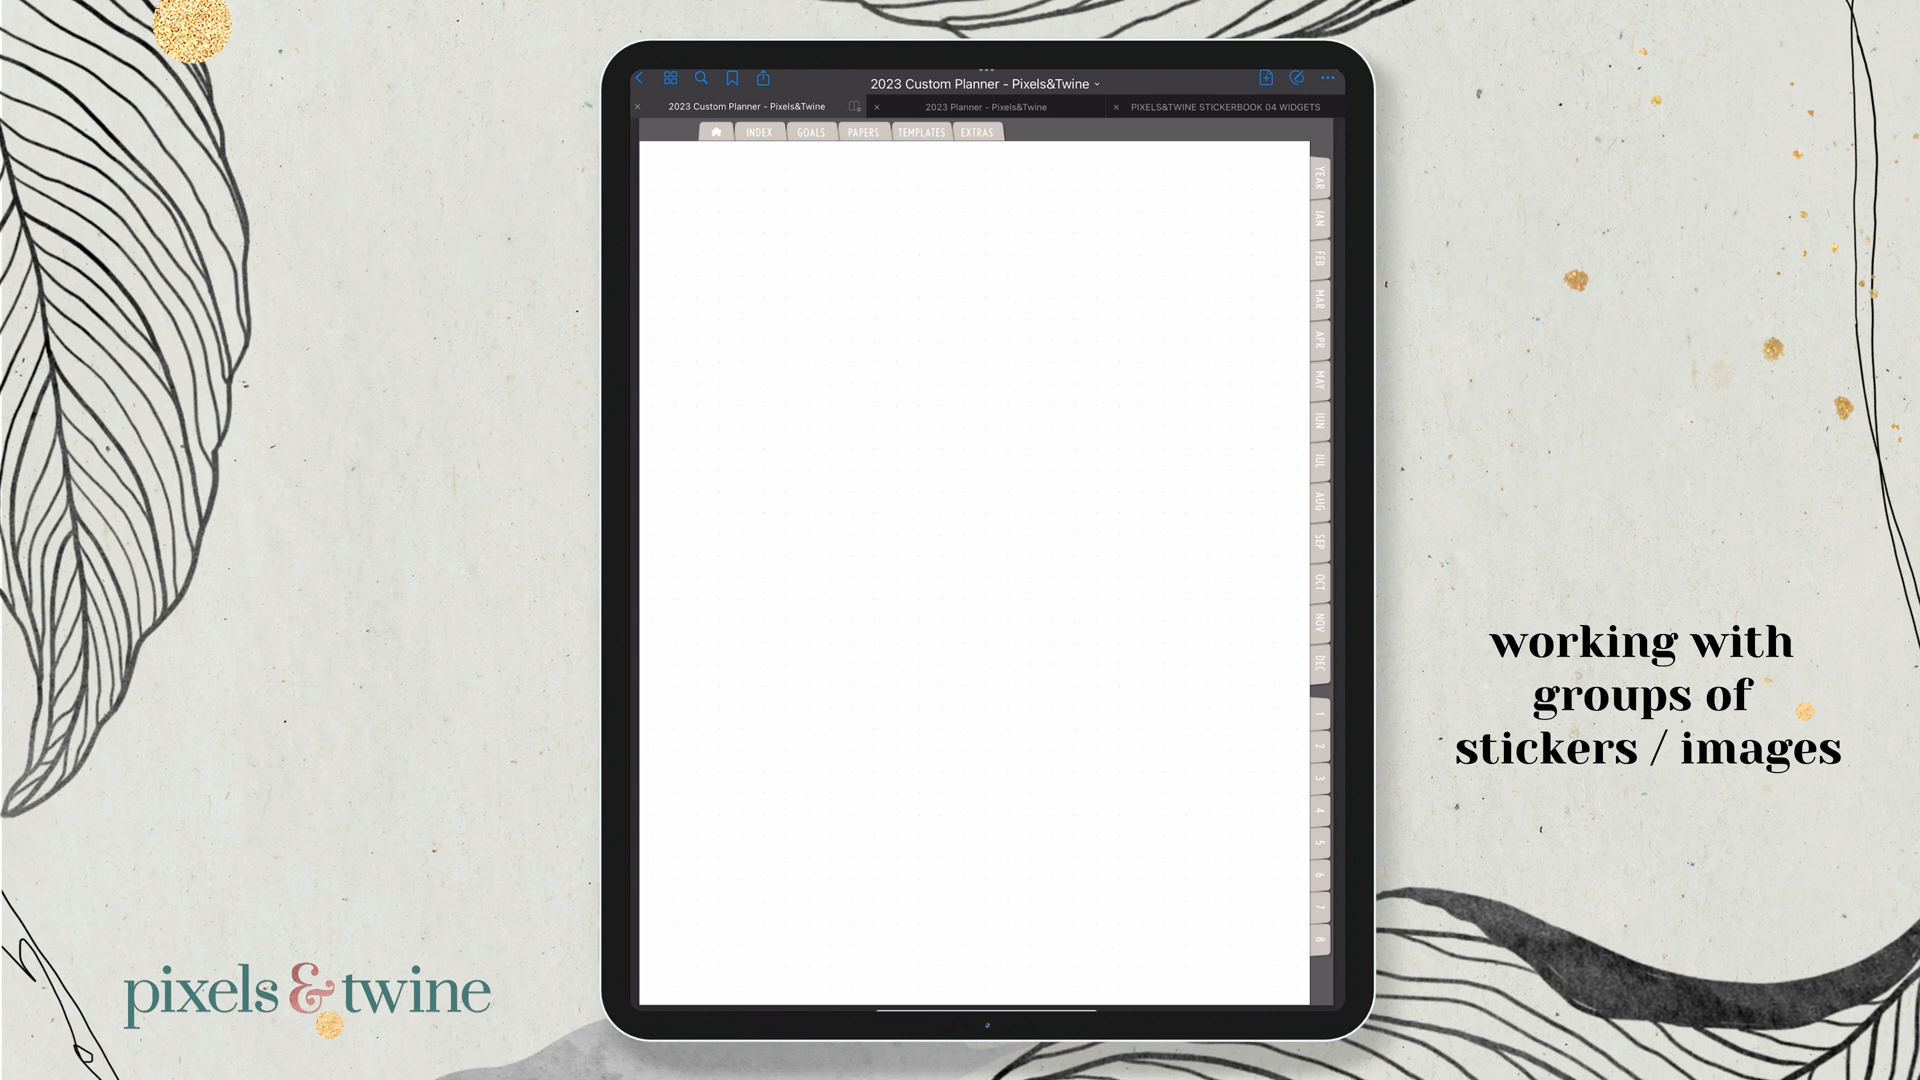 2023 Custom Planner - Pixels&Twine
2023 Custom Planner - Pixels&Twine
2023 Planner - Pixels&Twine
PIXELS&TWINE STICKERBOOK 04 WIDGETS
INDEX
GOALS
PAPERS
TEMPLATES
EXTRAS
YEAR
JAN
FEB
MAR
APR
MAY
JUN
JUL
AUG
SEP
OCT
NOV
DEC
1
2
3
4
5
6
7
8
working with
groups of
stickers / images
pixels & twine